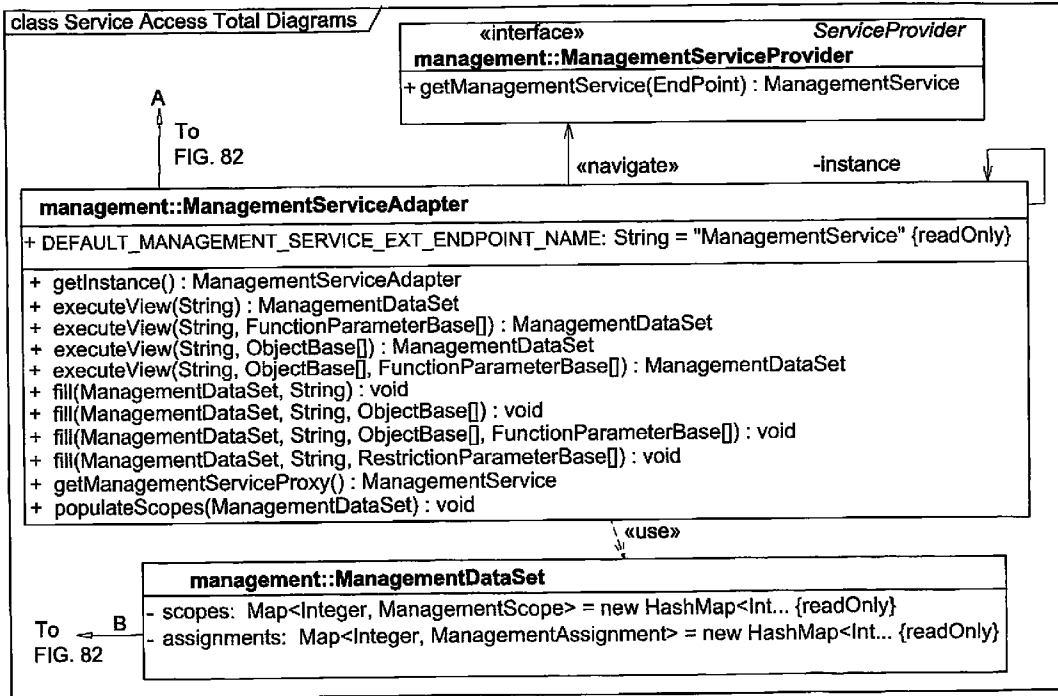 class Service Access Total Diagrams
«interface» ServiceProvider
management::ManagementServiceProvider
+ getManagementService(EndPoint) : ManagementService
A
To
FIG. 82
«navigate» -instance
management::ManagementServiceAdapter
+ DEFAULT_MANAGEMENT_SERVICE_EXT_ENDPOINT_NAME: String = "ManagementService" {readOnly}
+ getInstance() : ManagementServiceAdapter
+ executeView(String) : ManagementDataSet
+ executeView(String, FunctionParameterBase[]) : ManagementDataSet
+ executeView(String, ObjectBase[]) : ManagementDataSet
+ executeView(String, ObjectBase[], FunctionParameterBase[]) : ManagementDataSet
+ fill(ManagementDataSet, String) : void
+ fill(ManagementDataSet, String, ObjectBase[]) : void
+ fill(ManagementDataSet, String, ObjectBase[], FunctionParameterBase[]) : void
+ fill(ManagementDataSet, String, RestrictionParameterBase[]) : void
+ getManagementServiceProxy() : ManagementService
+ populateScopes(ManagementDataSet) : void
«use»
management::ManagementDataSet
- scopes: Map<Integer, ManagementScope> = new HashMap<Int... {readOnly}
- assignments: Map<Integer, ManagementAssignment> = new HashMap<Int... {readOnly}
To B
FIG. 82